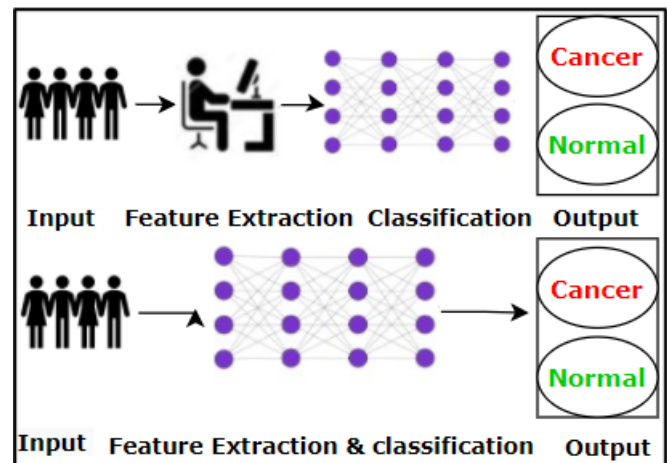 Cancer
Normal
Input Feature Extraction Classification Output
Cancer
Normal
Input Feature Extraction & classification Output